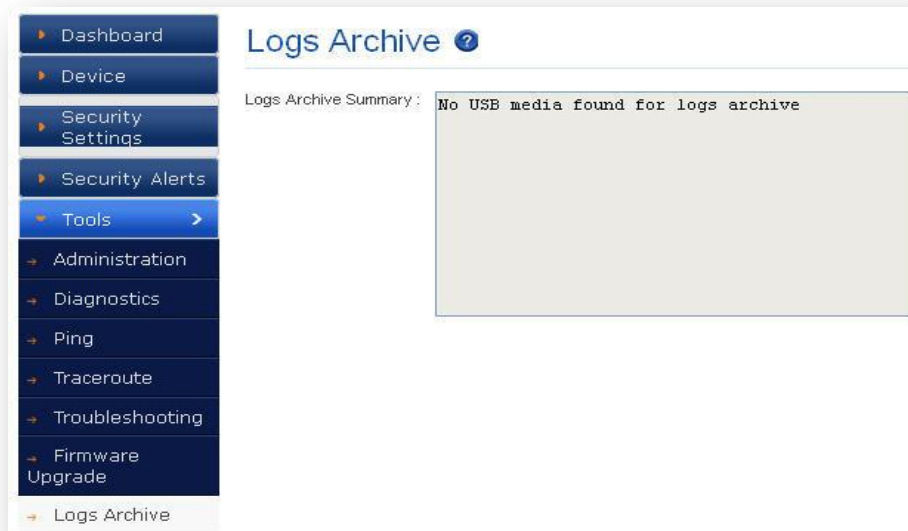 Dashboard
Device
Security
Settings
Security Alerts
Tools
Administration
Diagnostics
Ping
Traceroute
Troubleshooting
Firmware
Upgrade
Logs Archive
Logs Archive ?
Logs Archive Summary :
No USB media found for logs archive